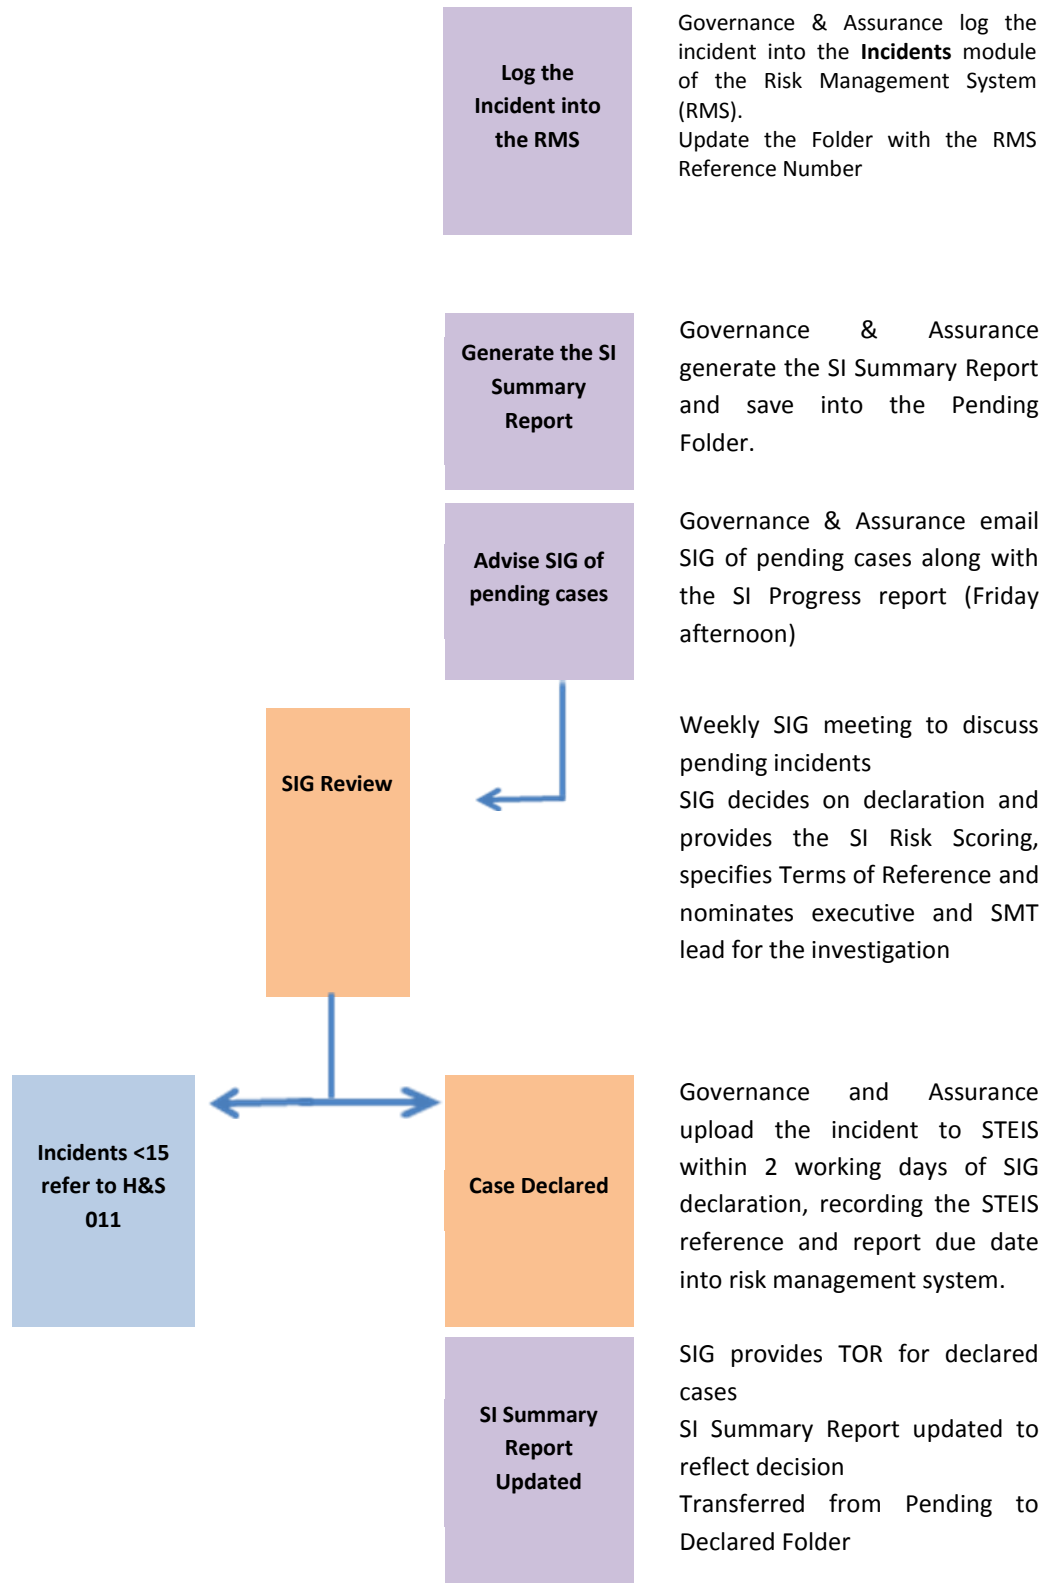 Log the
Incident into
the RMS
Governance & Assurance log the
incident into the Incidents module
of the Risk Management System
(RMS).
Update the Folder with the RMS
Reference Number
Generate the SI
Summary
Report
Governance & Assurance
generate the SI Summary Report
and save into the Pending
Folder.
Advise SIG of
pending cases
Governance & Assurance email
SIG of pending cases along with
the SI Progress report (Friday
afternoon)
SIG Review
Weekly SIG meeting to discuss
pending incidents
SIG decides on declaration and
provides the SI Risk Scoring,
specifies Terms of Reference and
nominates executive and SMT
lead for the investigation
Incidents <15
refer to H&S
011
Case Declared
Governance and Assurance
upload the incident to STEIS
within 2 working days of SIG
declaration, recording the STEIS
reference and report due date
into risk management system.
SI Summary
Report
Updated
SIG provides TOR for declared
cases
SI Summary Report updated to
reflect decision
Transferred from Pending to
Declared Folder